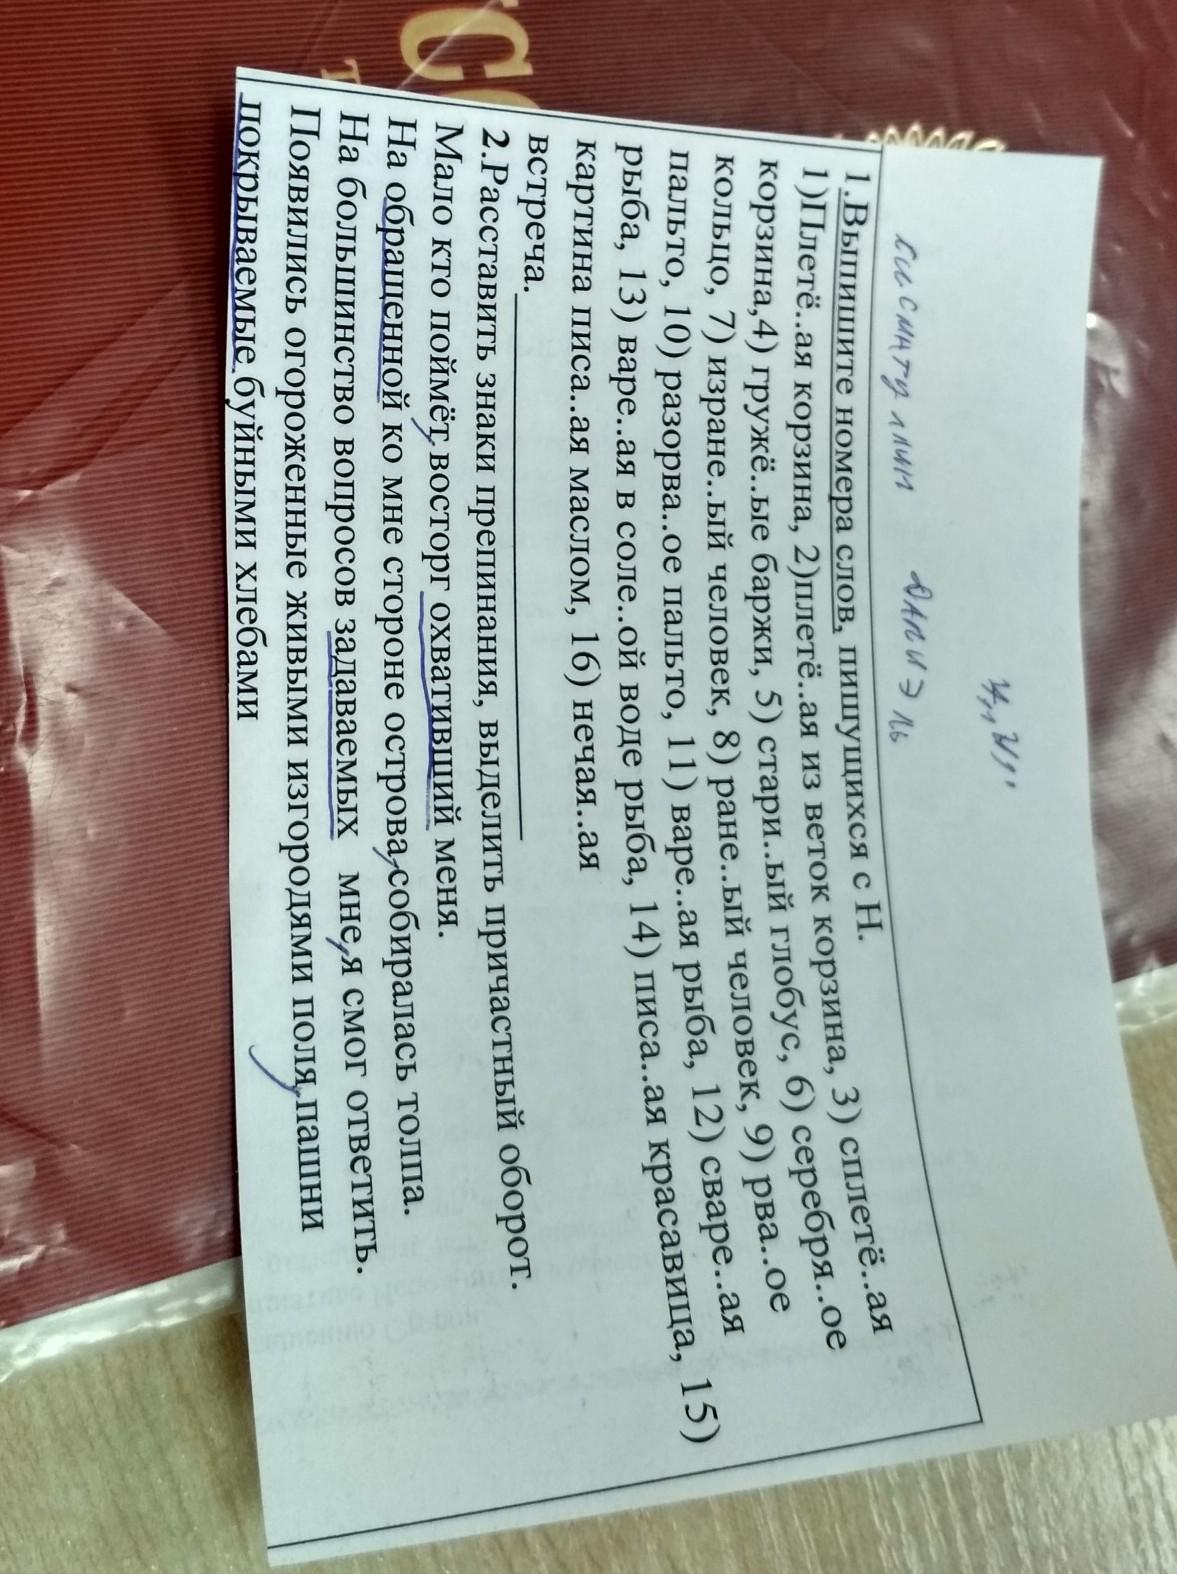 Хисматуллин Даниэль
1.Выпишите номера слов, пишущихся с Н.
1)Плетё..ая корзина, 2)плетё..ая из веток корзина, 3) сплетё...ая
корзина,4) гружё..ые баржи, 5) стари..ый глобус, 6) серебря..ое
кольцо, 7) изране..ый человек, 8) ране..ый человек, 9) рва..ое
пальто, 10) разорва..ое пальто, 11) варе..ая рыба, 12) сваре..ая
рыба, 13) варе..ая в соле..ой воде рыба, 14) писа..ая красавица, 15)
картина писа..ая маслом, 16) нечая..ая
встреча.
2.Расставить знаки препинания, выделить причастный оборот.
Мало кто поймёт, восторг охвативший меня.
На обращенной ко мне стороне острова, собиралась толпа.
На большинство вопросов задаваемых мне, я смог ответить.
Появились огороженные живыми изгородями поля, пашни
покрываемые буйными хлебами